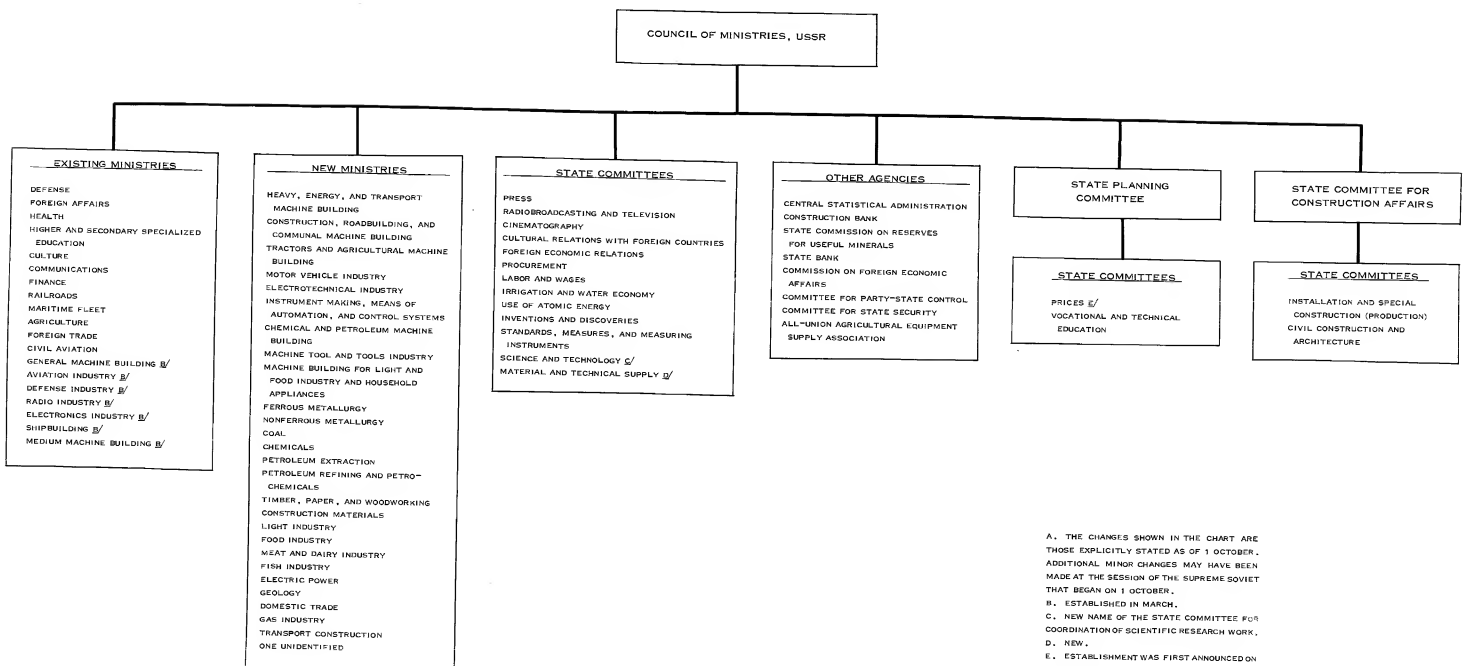 COUNCIL OF MINISTRIES, USSR
EXISTING MINISTRIES
DEFENSE
FOREIGN AFFAIRS
HEALTH
HIGHER AND SECONDARY SPECIALIZED
EDUCATION
CULTURE
COMMUNICATIONS
FINANCE
RAILROADS
MARITIME FLEET
AGRICULTURE
FOREIGN TRADE
CIVIL AVIATION
GENERAL MACHINE BUILDING B/
AVIATION INDUSTRY B/
DEFENSE INDUSTRY B/
RADIO INDUSTRY B/
ELECTRONICS INDUSTRY B/
SHIPBUILDING B/
MEDIUM MACHINE BUILDING B/
NEW MINISTRIES
HEAVY, ENERGY, AND TRANSPORT
MACHINE BUILDING
CONSTRUCTION, ROADBUILDING, AND
COMMUNAL MACHINE BUILDING
TRACTORS AND AGRICULTURAL MACHINE
BUILDING
MOTOR VEHICLE INDUSTRY
ELECTROTECHNICAL INDUSTRY
INSTRUMENT MAKING, MEANS OF
AUTOMATION, AND CONTROL SYSTEMS
CHEMICAL AND PETROLEUM MACHINE
BUILDING
MACHINE TOOL AND TOOLS INDUSTRY
MACHINE BUILDING FOR LIGHT AND
FOOD INDUSTRY AND HOUSEHOLD
APPLIANCES
FERROUS METALLURGY
NONFERROUS METALLURGY
COAL
CHEMICALS
PETROLEUM EXTRACTION
PETROLEUM REFINING AND PETRO-
CHEMICALS
TIMBER, PAPER, AND WOODWORKING
CONSTRUCTION MATERIALS
LIGHT INDUSTRY
FOOD INDUSTRY
MEAT AND DAIRY INDUSTRY
FISH INDUSTRY
ELECTRIC POWER
GEOLOGY
DOMESTIC TRADE
GAS INDUSTRY
TRANSPORT CONSTRUCTION
ONE UNIDENTIFIED
STATE COMMITTEES
PRESS
RADIOBROADCASTING AND TELEVISION
CINEMATOGRAPHY
CULTURAL RELATIONS WITH FOREIGN COUNTRIES
FOREIGN ECONOMIC RELATIONS
PROCUREMENT
LABOR AND WAGES
IRRIGATION AND WATER ECONOMY
USE OF ATOMIC ENERGY
INVENTIONS AND DISCOVERIES
STANDARDS, MEASURES, AND MEASURING
INSTRUMENTS
SCIENCE AND TECHNOLOGY C/
MATERIAL AND TECHNICAL SUPPLY D/
OTHER AGENCIES
CENTRAL STATISTICAL ADMINISTRATION
CONSTRUCTION BANK
STATE COMMISSION ON RESERVES
FOR USEFUL MINERALS
STATE BANK
COMMISSION ON FOREIGN ECONOMIC
AFFAIRS
COMMITTEE FOR PARTY-STATE CONTROL
COMMITTEE FOR STATE SECURITY
ALL-UNION AGRICULTURAL EQUIPMENT
SUPPLY ASSOCIATION
STATE PLANNING
COMMITTEE
STATE COMMITTEES
PRICES E/
VOCATIONAL AND TECHNICAL
EDUCATION
STATE COMMITTEE FOR
CONSTRUCTION AFFAIRS
STATE COMMITTEES
INSTALLATION AND SPECIAL
CONSTRUCTION (PRODUCTION)
CIVIL CONSTRUCTION AND
ARCHITECTURE
A. THE CHANGES SHOWN IN THE CHART ARE
THOSE EXPLICITLY STATED AS OF 1 OCTOBER.
ADDITIONAL MINOR CHANGES MAY HAVE BEEN
MADE AT THE SESSION OF THE SUPREME SOVIET
THAT BEGAN ON 1 OCTOBER.
B. ESTABLISHED IN MARCH.
C. NEW NAME OF THE STATE COMMITTEE FOR
COORDINATION OF SCIENTIFIC RESEARCH WORK.
D. NEW.
E. ESTABLISHMENT WAS FIRST ANNOUNCED ON